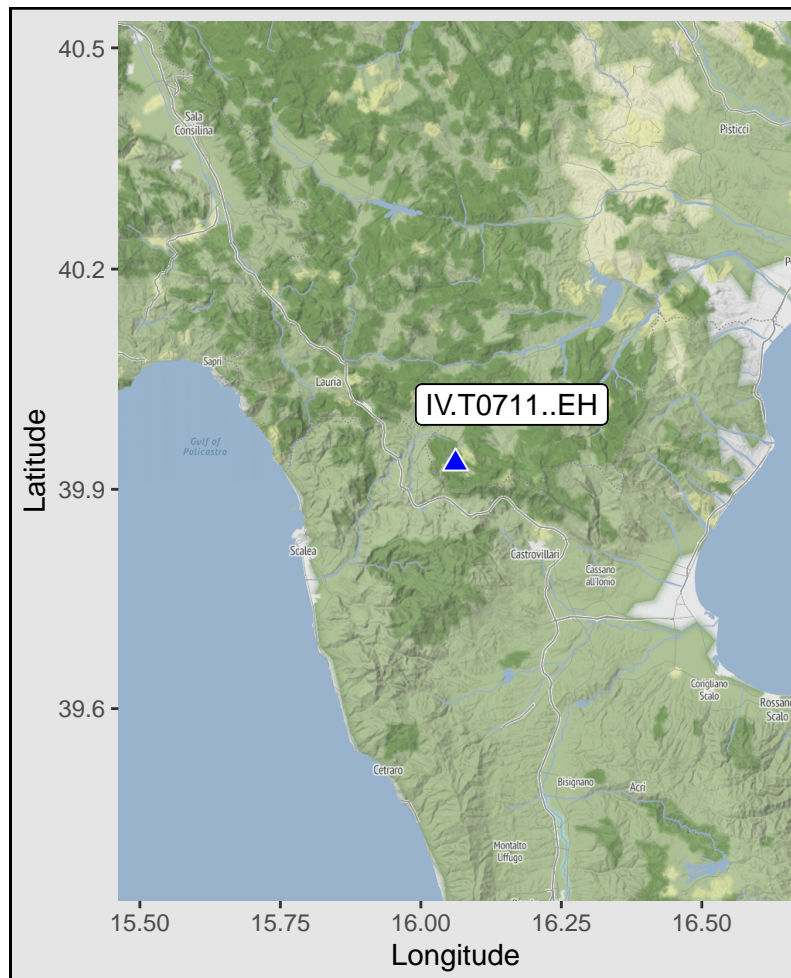 40.5
Sala
Consilina
Pisticci
40.2
Sapri
Lauria
IV.T0711..EH
Gulf of
Policastro
39.9
Latitude
Scalea
Castrovillari
Cassano
all'Ionio
39.6
Corigliano
Scalo
Rossano
Scalo
Cetraro
Bisignano
Acri
Montalto
Uffugo
15.50
15.75
16.00
16.25
16.50
Longitude